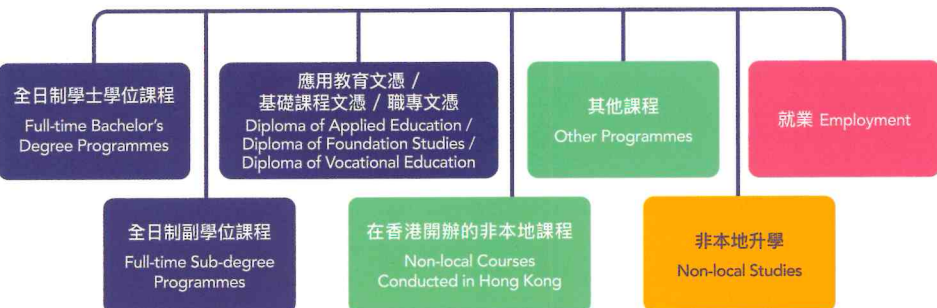 全日制學士學位課程
Full-time Bachelor's
Degree Programmes
應用教育文憑 /
基礎課程文憑 / 職專文憑
Diploma of Applied Education /
Diploma of Foundation Studies /
Diploma of Vocational Education
其他課程
Other Programmes
就業 Employment
全日制副學位課程
Full-time Sub-degree
Programmes
在香港開辦的非本地課程
Non-local Courses
Conducted in Hong Kong
非本地升學
Non-local Studies